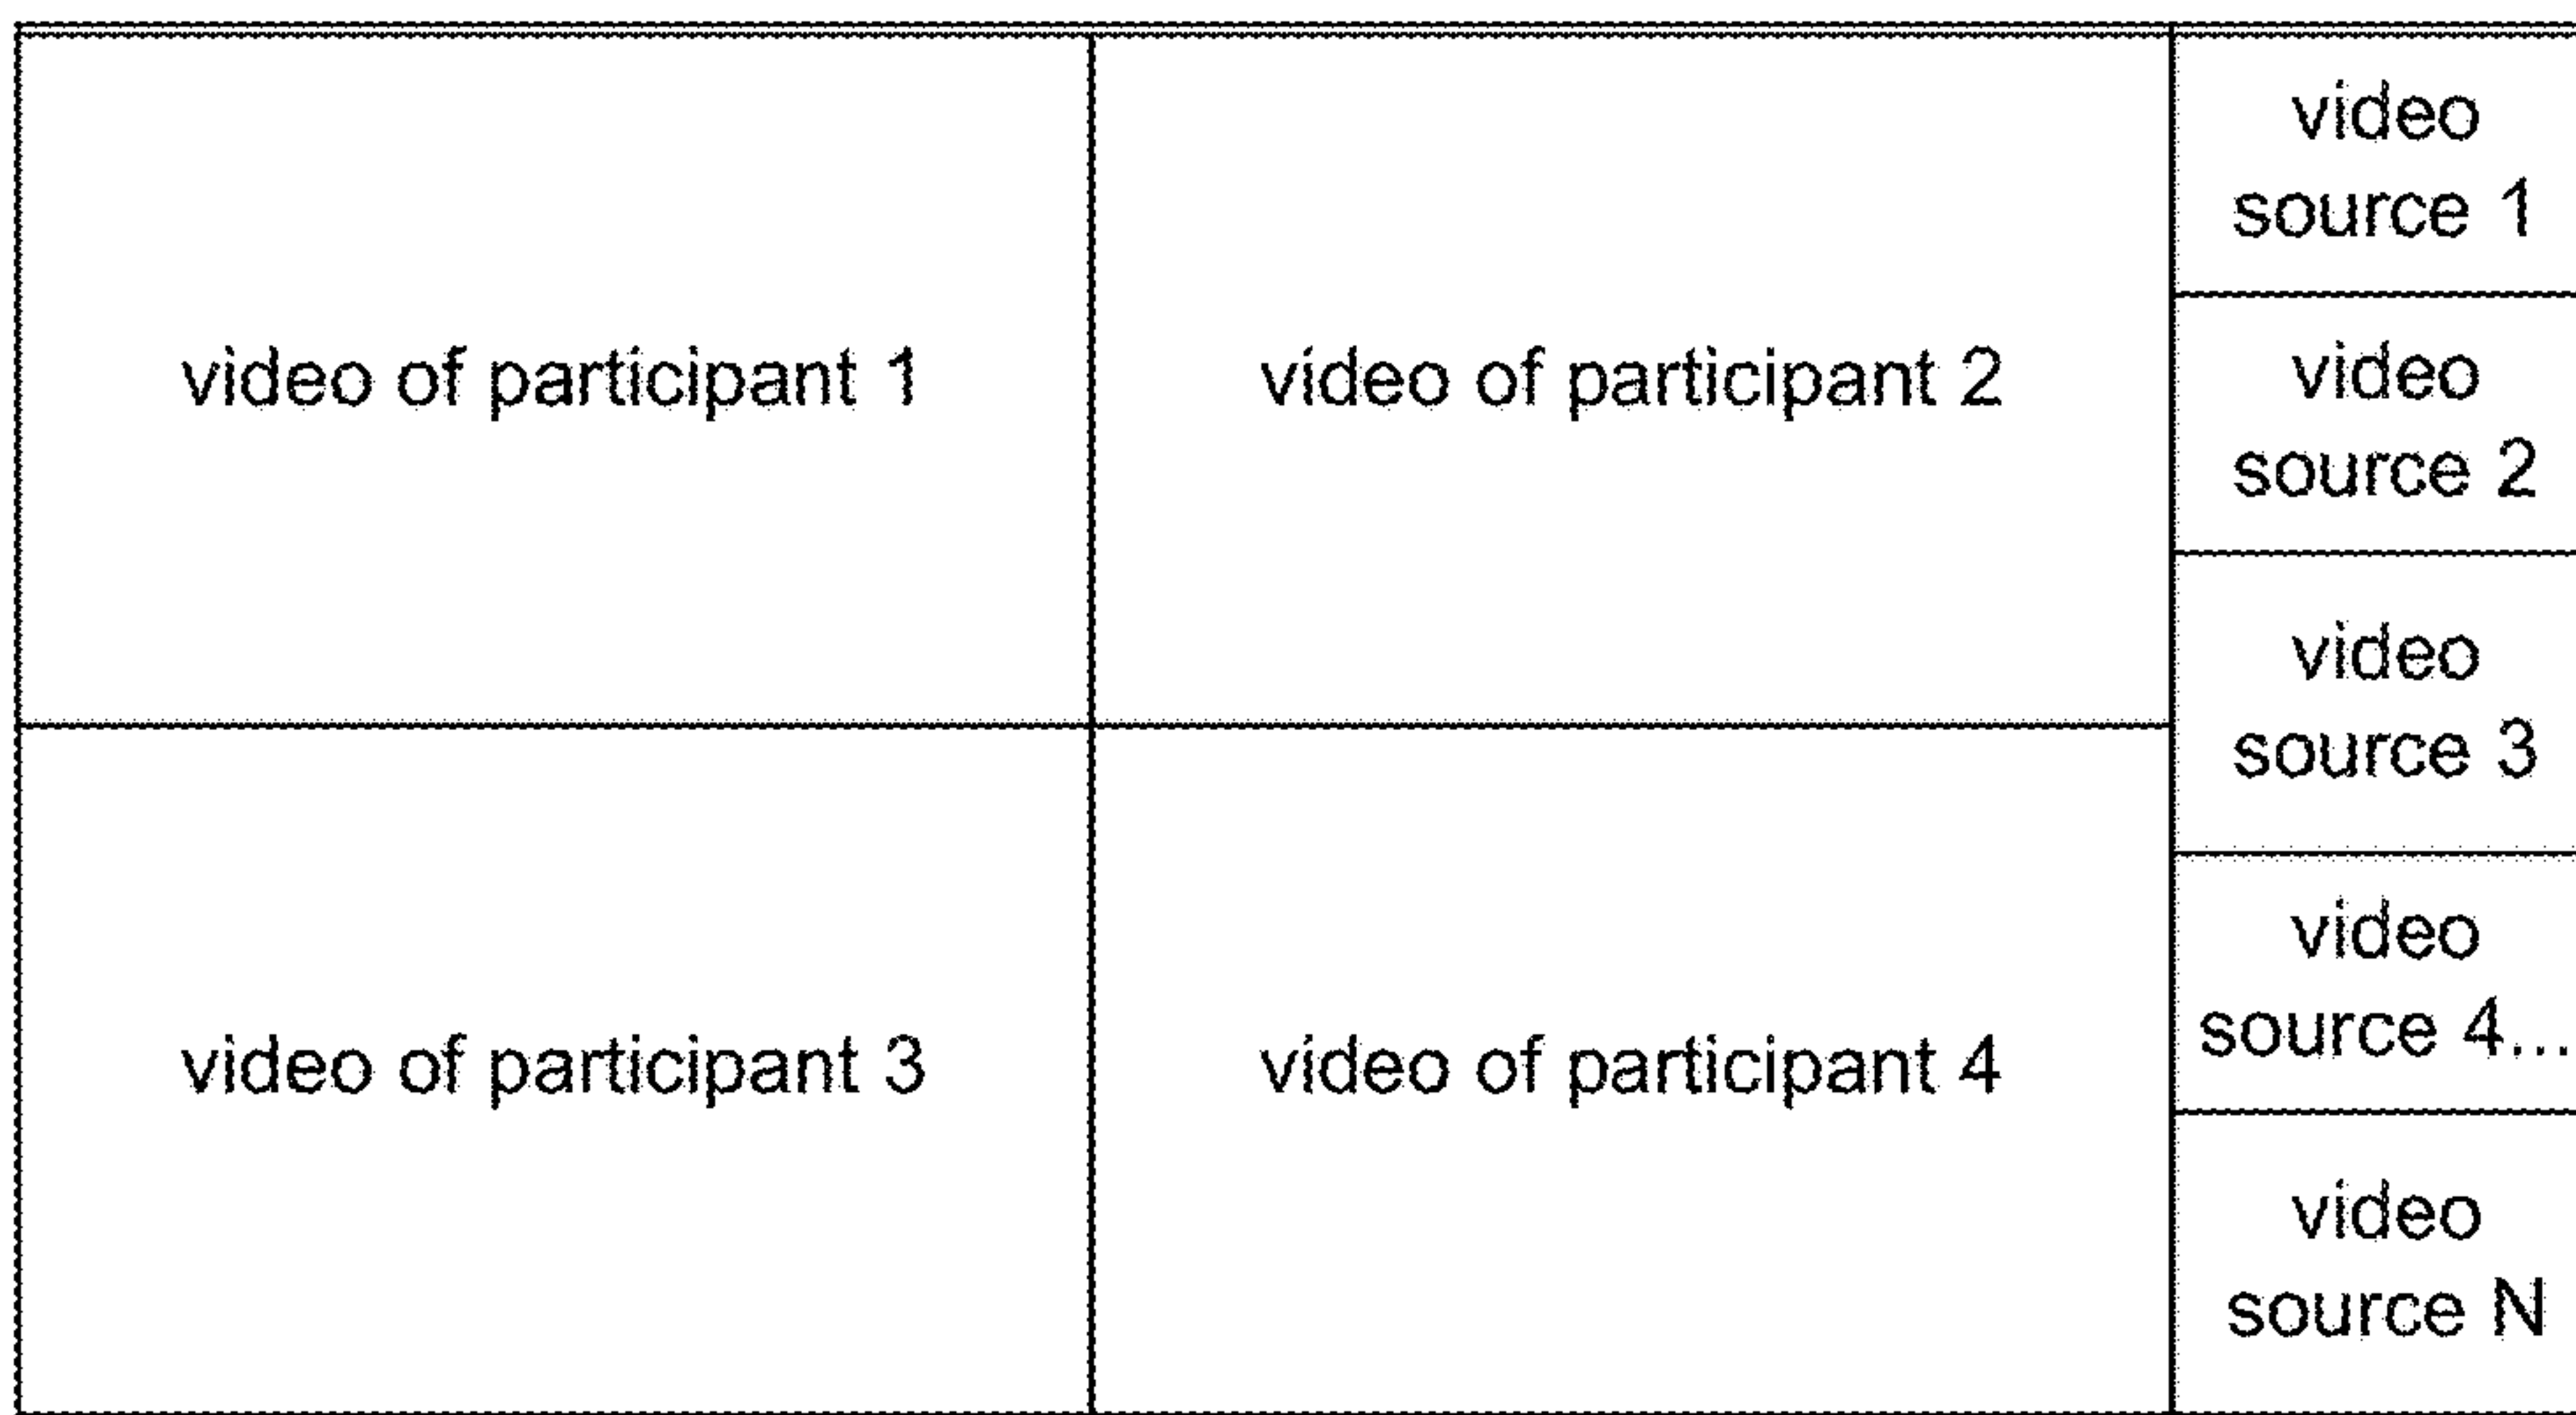 video of participant 1
video of participant 2
video of participant 3
video of participant 4
video
source 1
video
source 2
video
source 3
video
source 4...
video
source N